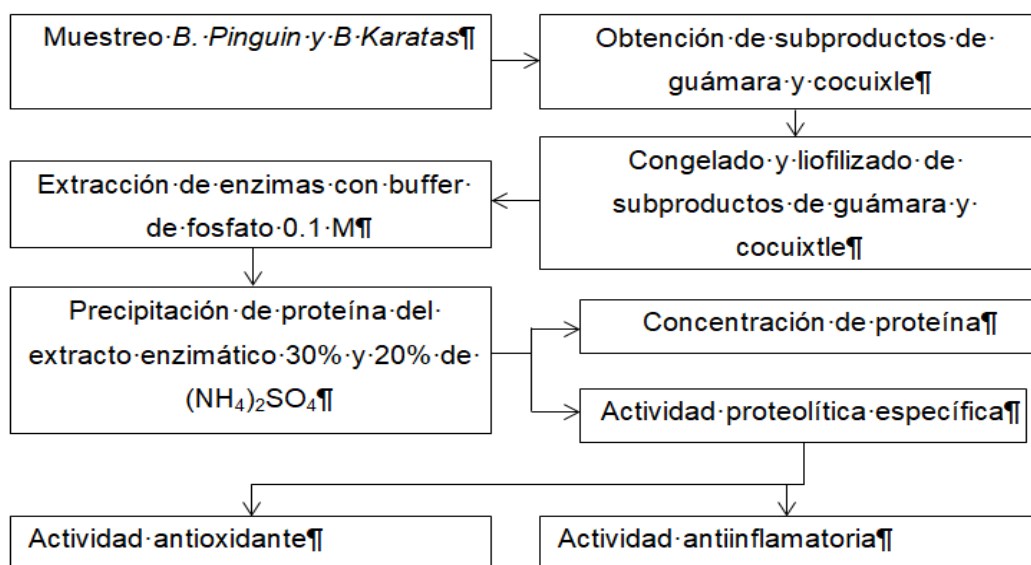 Muestreo·B.·Pinguin·y·B·Karatas¶
Obtención·de·subproductos·de·
guámara·y·cocuixle¶
Congelado·y·liofilizado·de·
subproductos·de·guámara·y·
cocuixtle¶
Extracción·de·enzimas·con·buffer·
de·fosfato·0.1·M¶
Precipitación·de·proteína·del·
extracto·enzimático·30%·y·20%·de·
(NH₄)₂SO₄¶
Concentración·de·proteína¶
Actividad·proteolítica·específica¶
Actividad·antioxidante¶
Actividad·antiinflamatoria¶